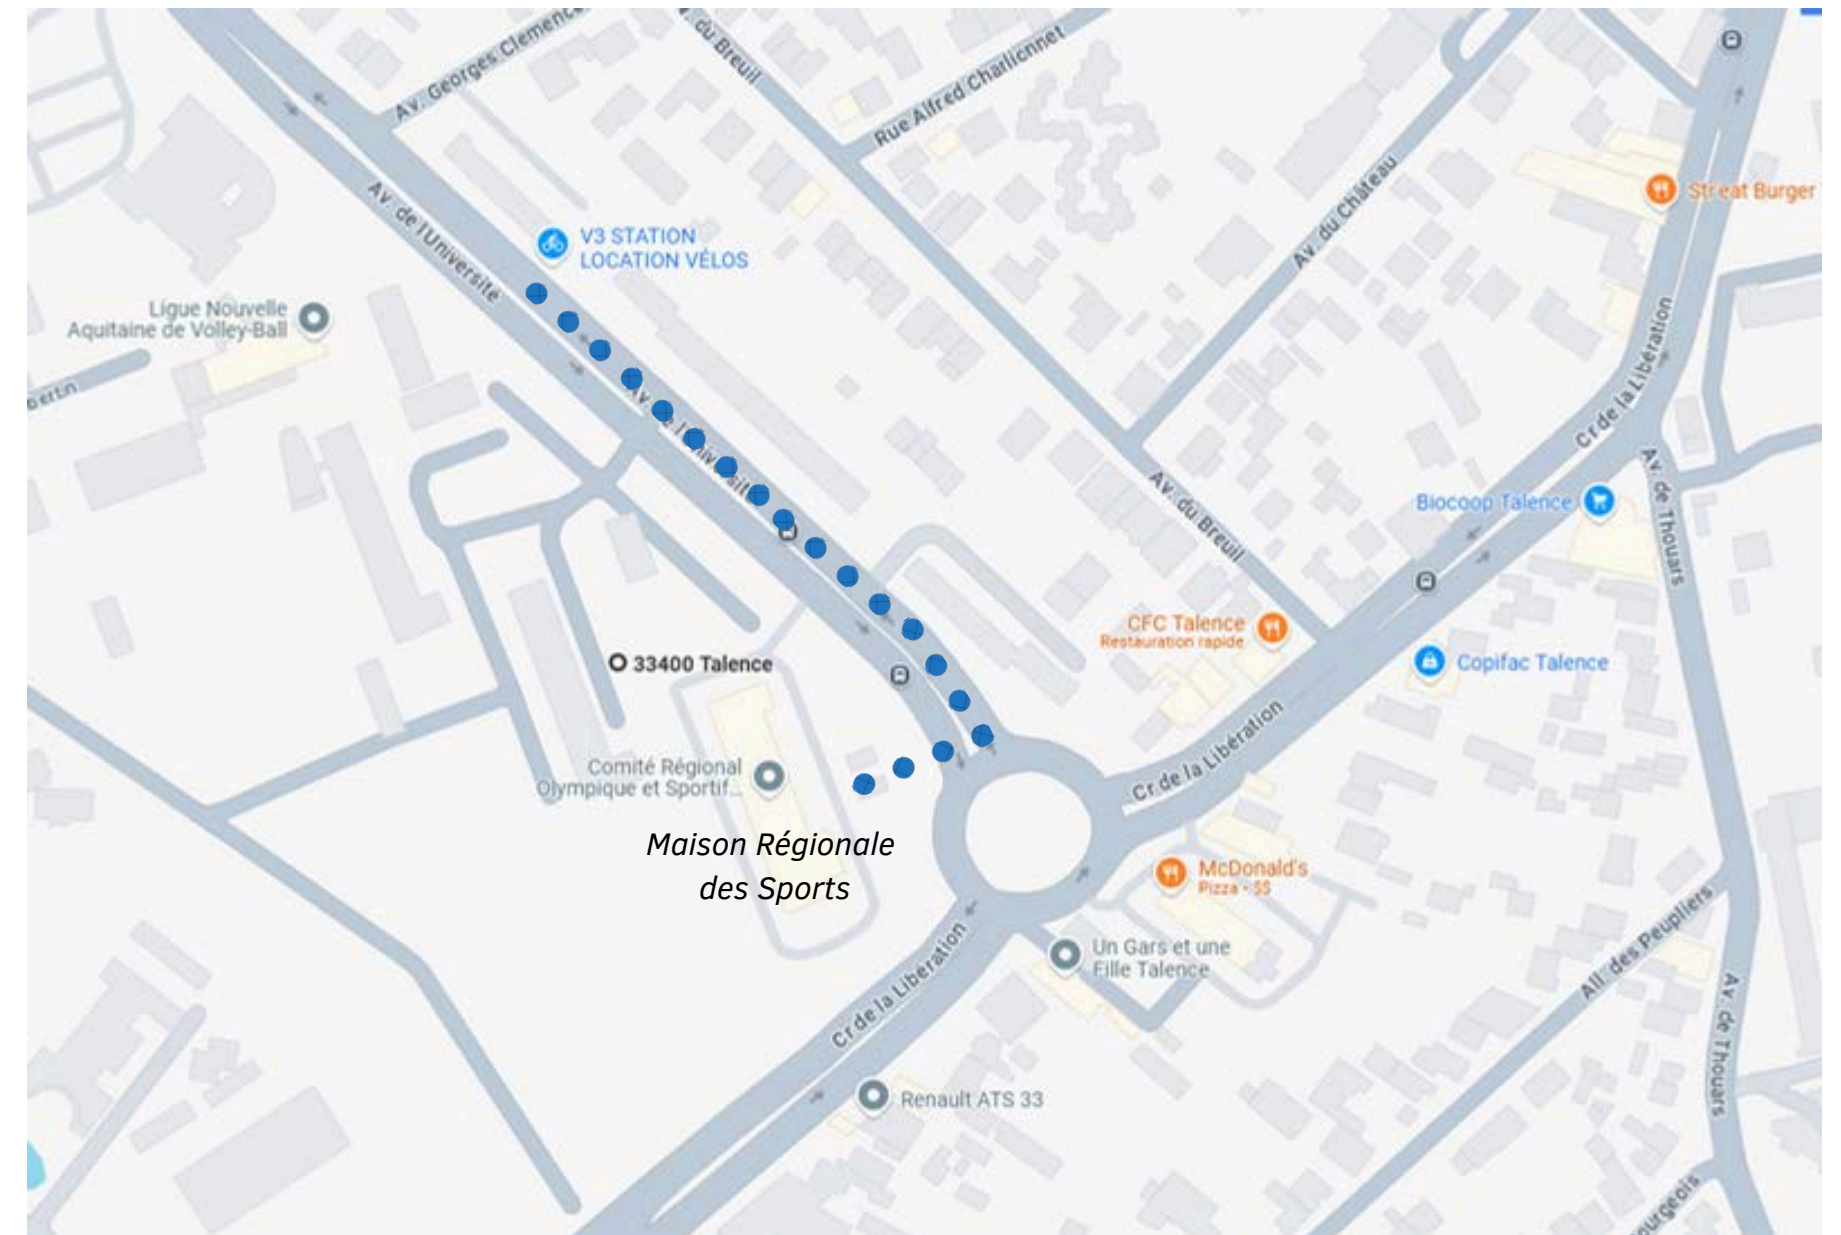 Av. Georges Clemence
du Breuil
Rue Alfred Charlionnet
Av. de l'Université
V3 STATION
LOCATION VÉLOS
Av. du Château
Streat Burger
Ligue Nouvelle
Aquitaine de Volley-Ball
bertin
Av. de l'Université
Cr de la Libération
Av. du Breuil
Biocoop Talence
Av. de Thouars
CFC Talence
Restauration rapide
33400 Talence
Copifac Talence
Comité Régional
Olympique et Sportif...
Cr de la Libération
Maison Régionale
des Sports
McDonald's
Pizza - $$
Un Gars et une
Fille Talence
All. des Peupliers
Cr de la Libération
Av. de Thouars
Renault ATS 33
ourgeois